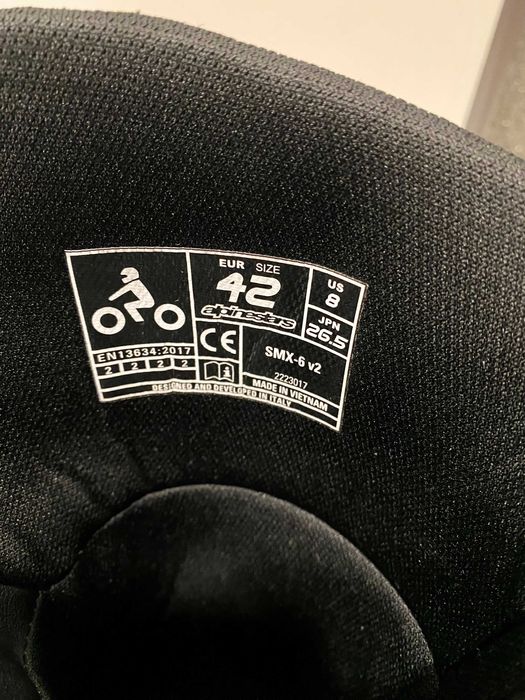 EUR SIZE
42
alpinestars
US
8
JPN
26.5
EN13634:2017
2 2 2 2
CE
SMX-6 v2
2223017
MADE IN VIETNAM
DESIGNED AND DEVELOPED IN ITALY